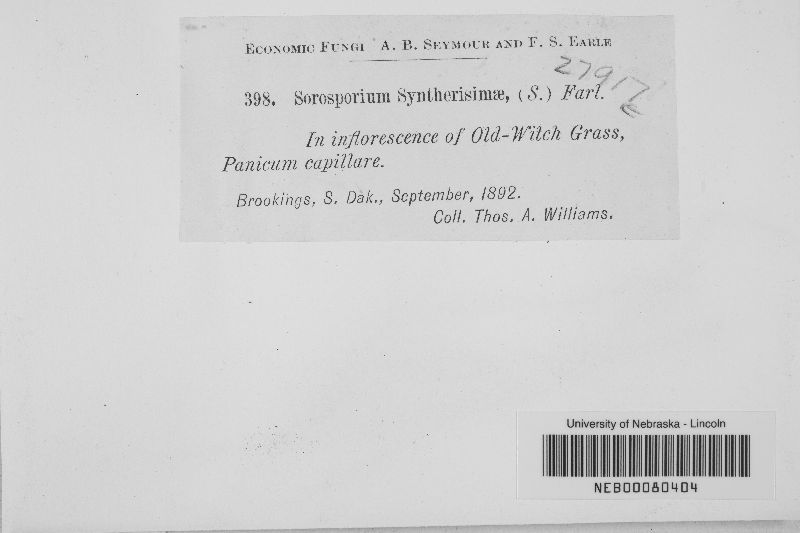 ECONOMIC FUNGI A. B. SEYMOUR AND F. S. EARLE
27917
398. Sorosporium Syntherisimæ, (S.) Farl.
In inflorescence of Old-Witch Grass,
Panicum capillare.
Brookings, S. Dak., September, 1892.
Coll. Thos. A. Williams.
University of Nebraska - Lincoln
NEB00080404